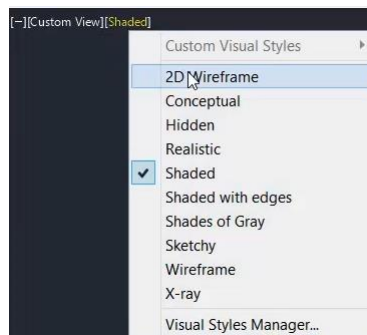 [−][Custom View][Shaded]
Custom Visual Styles
2D Wireframe
Conceptual
Hidden
Realistic
Shaded
Shaded with edges
Shades of Gray
Sketchy
Wireframe
X-ray
Visual Styles Manager...